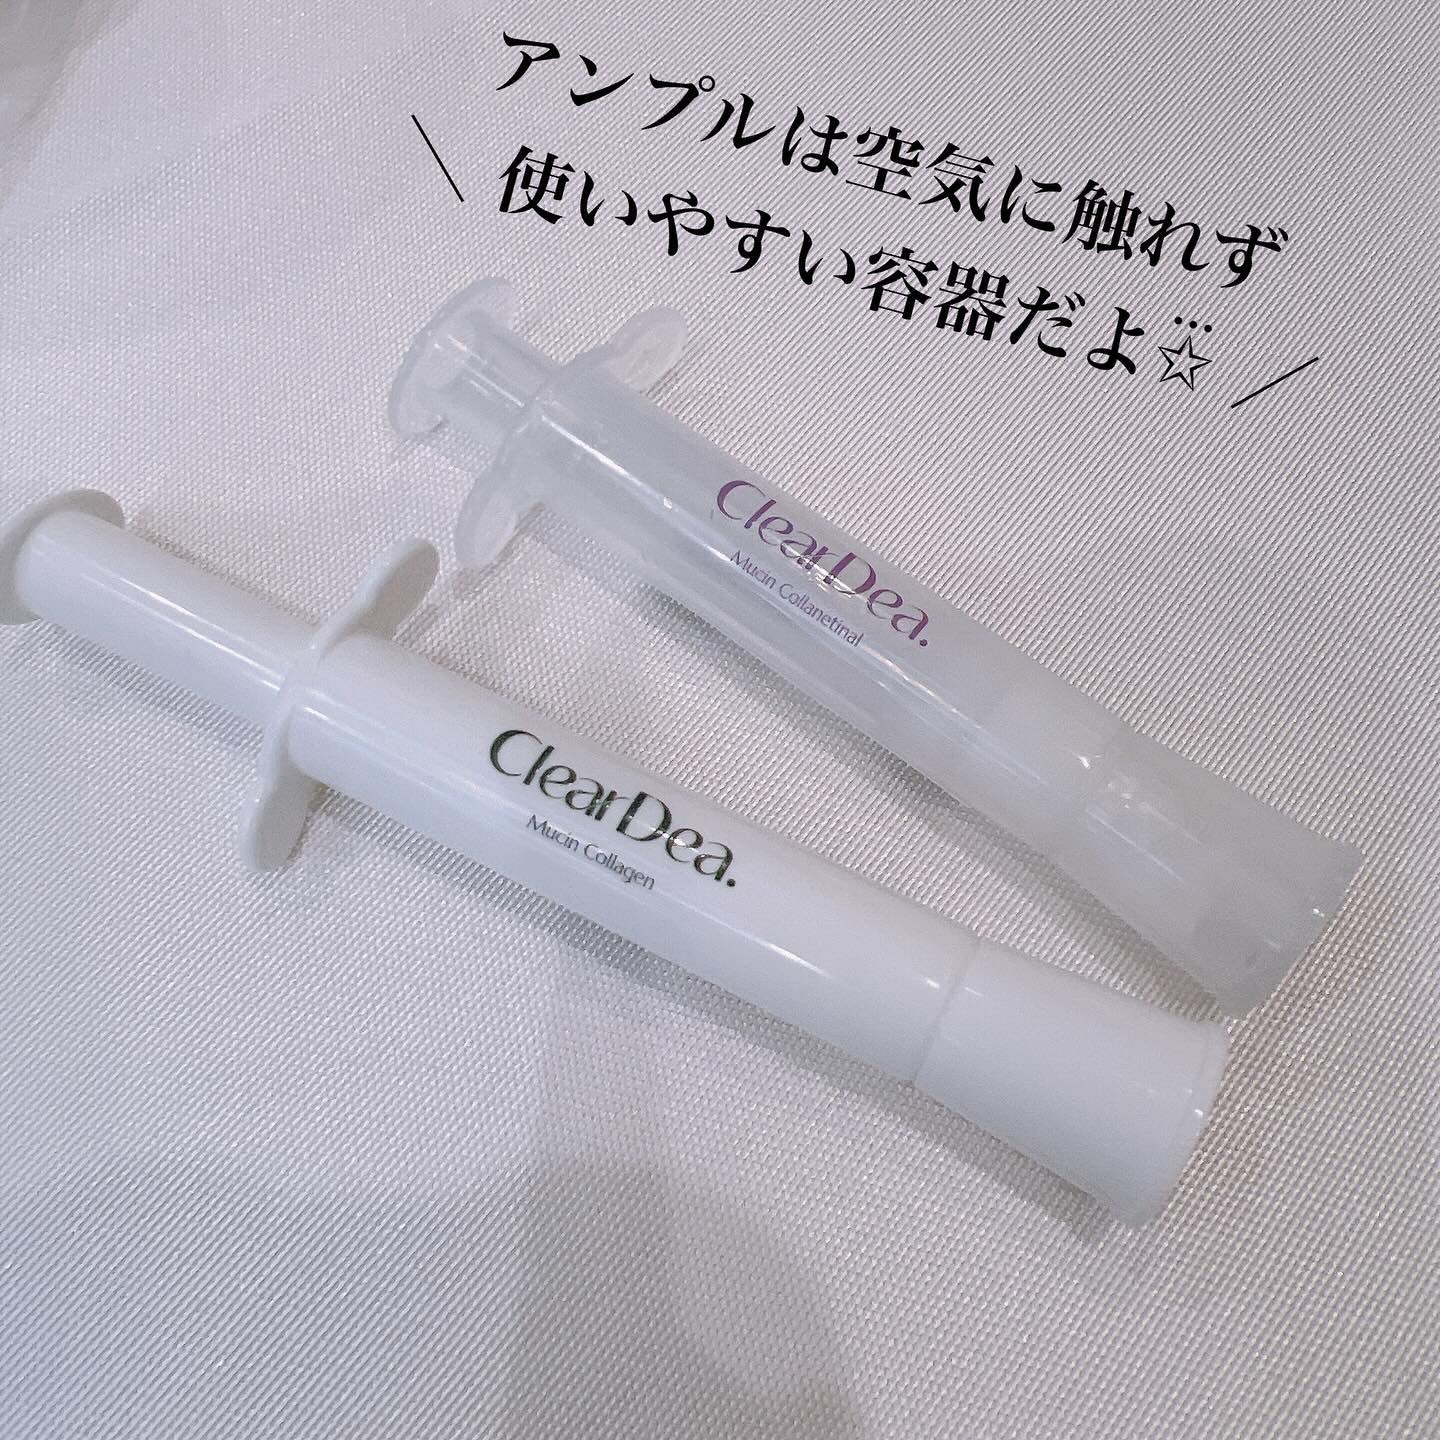 アンプルは空気に触れず
\ 使いやすい容器だよ⍤⃝☆ /
ClearDea.
Mucin Collanetinal
ClearDea.
Mucin Collagen